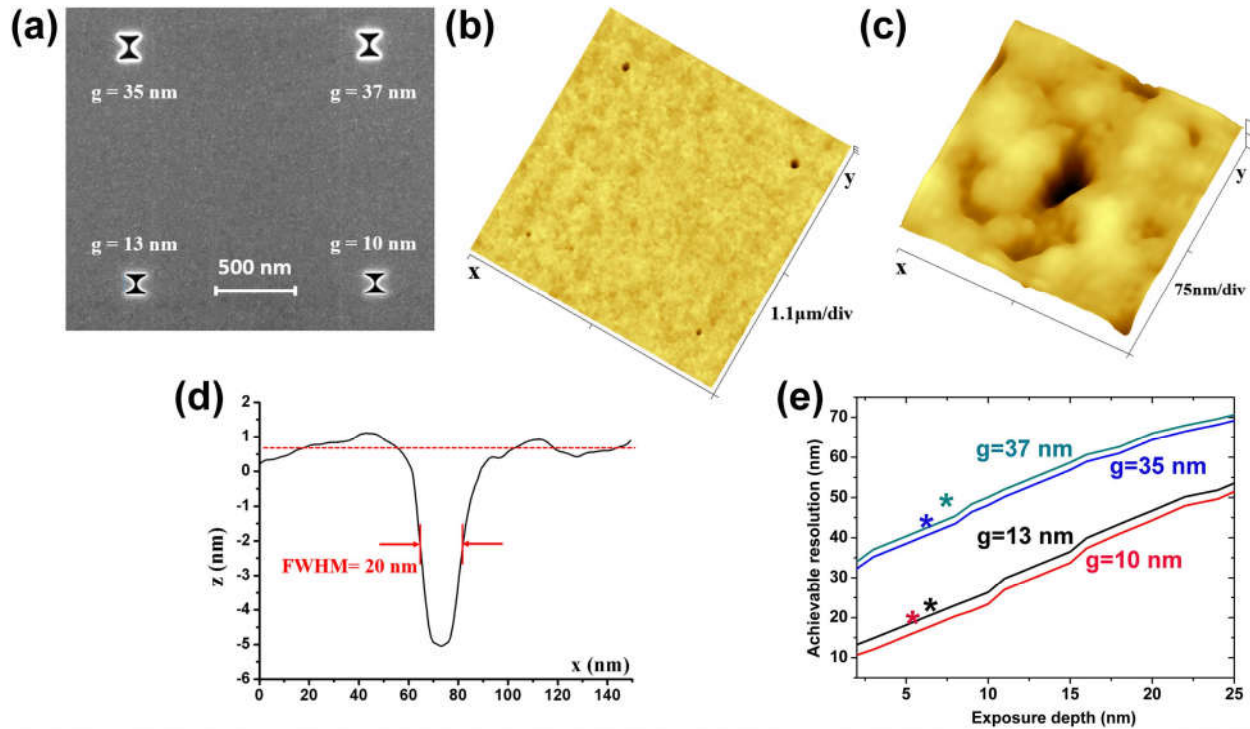 (a)
g = 35 nm
g = 37 nm
g = 13 nm
g = 10 nm
500 nm
(b)
x
y
1.1μm/div
(c)
x
y
75nm/div
(d)
2
1
0
-1
-2
-3
-4
-5
-6
z (nm)
FWHM= 20 nm
x (nm)
0 20 40 60 80 100 120 140
(e)
70
60
50
40
30
20
10
Achievable resolution (nm)
g=37 nm
g=35 nm
*
*
g=13 nm
g=10 nm
*
*
5 10 15 20 25
Exposure depth (nm)